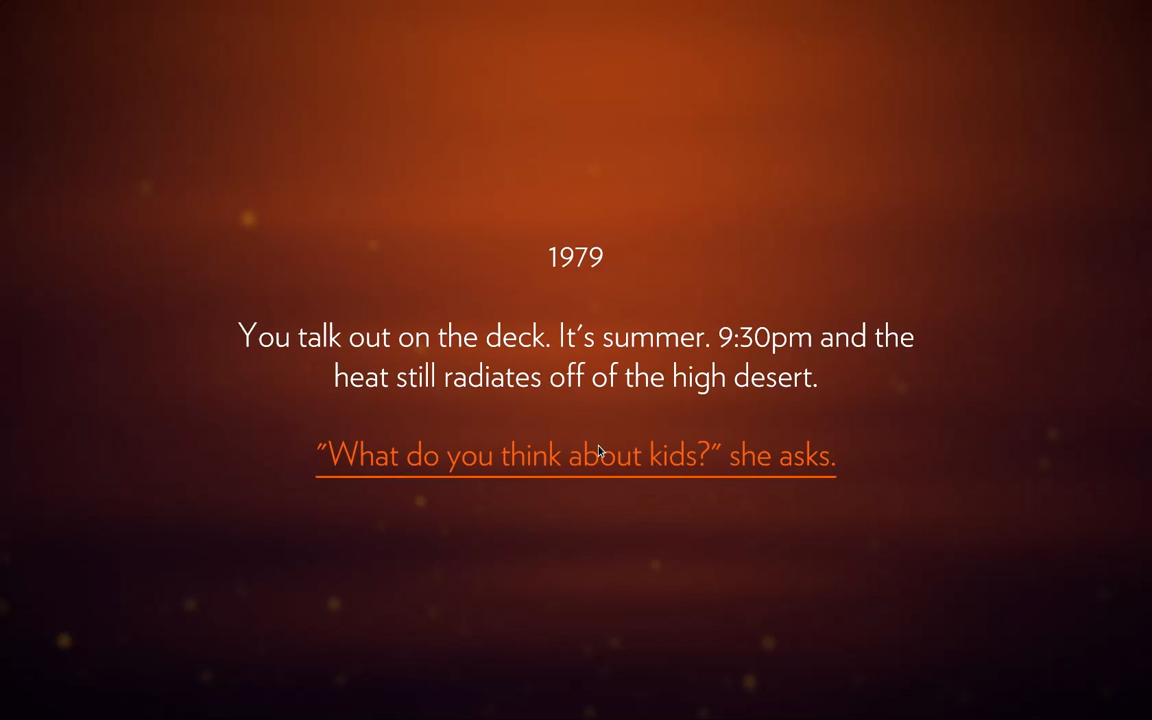 1979
You talk out on the deck. It's summer. 9:30pm and the
heat still radiates off of the high desert.
"What do you think about kids?" she asks.